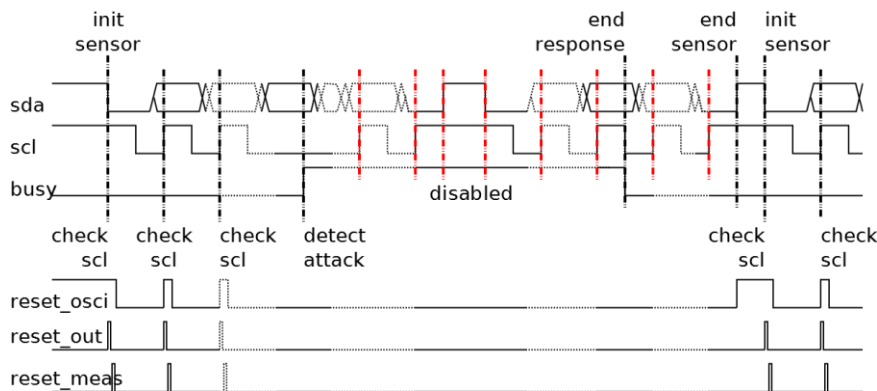 init
sensor
end
response
end
sensor
init
sensor
sda
scl
busy
disabled
check
scl
check
scl
check
scl
detect
attack
check
scl
check
scl
reset_osci
reset_out
reset_meas